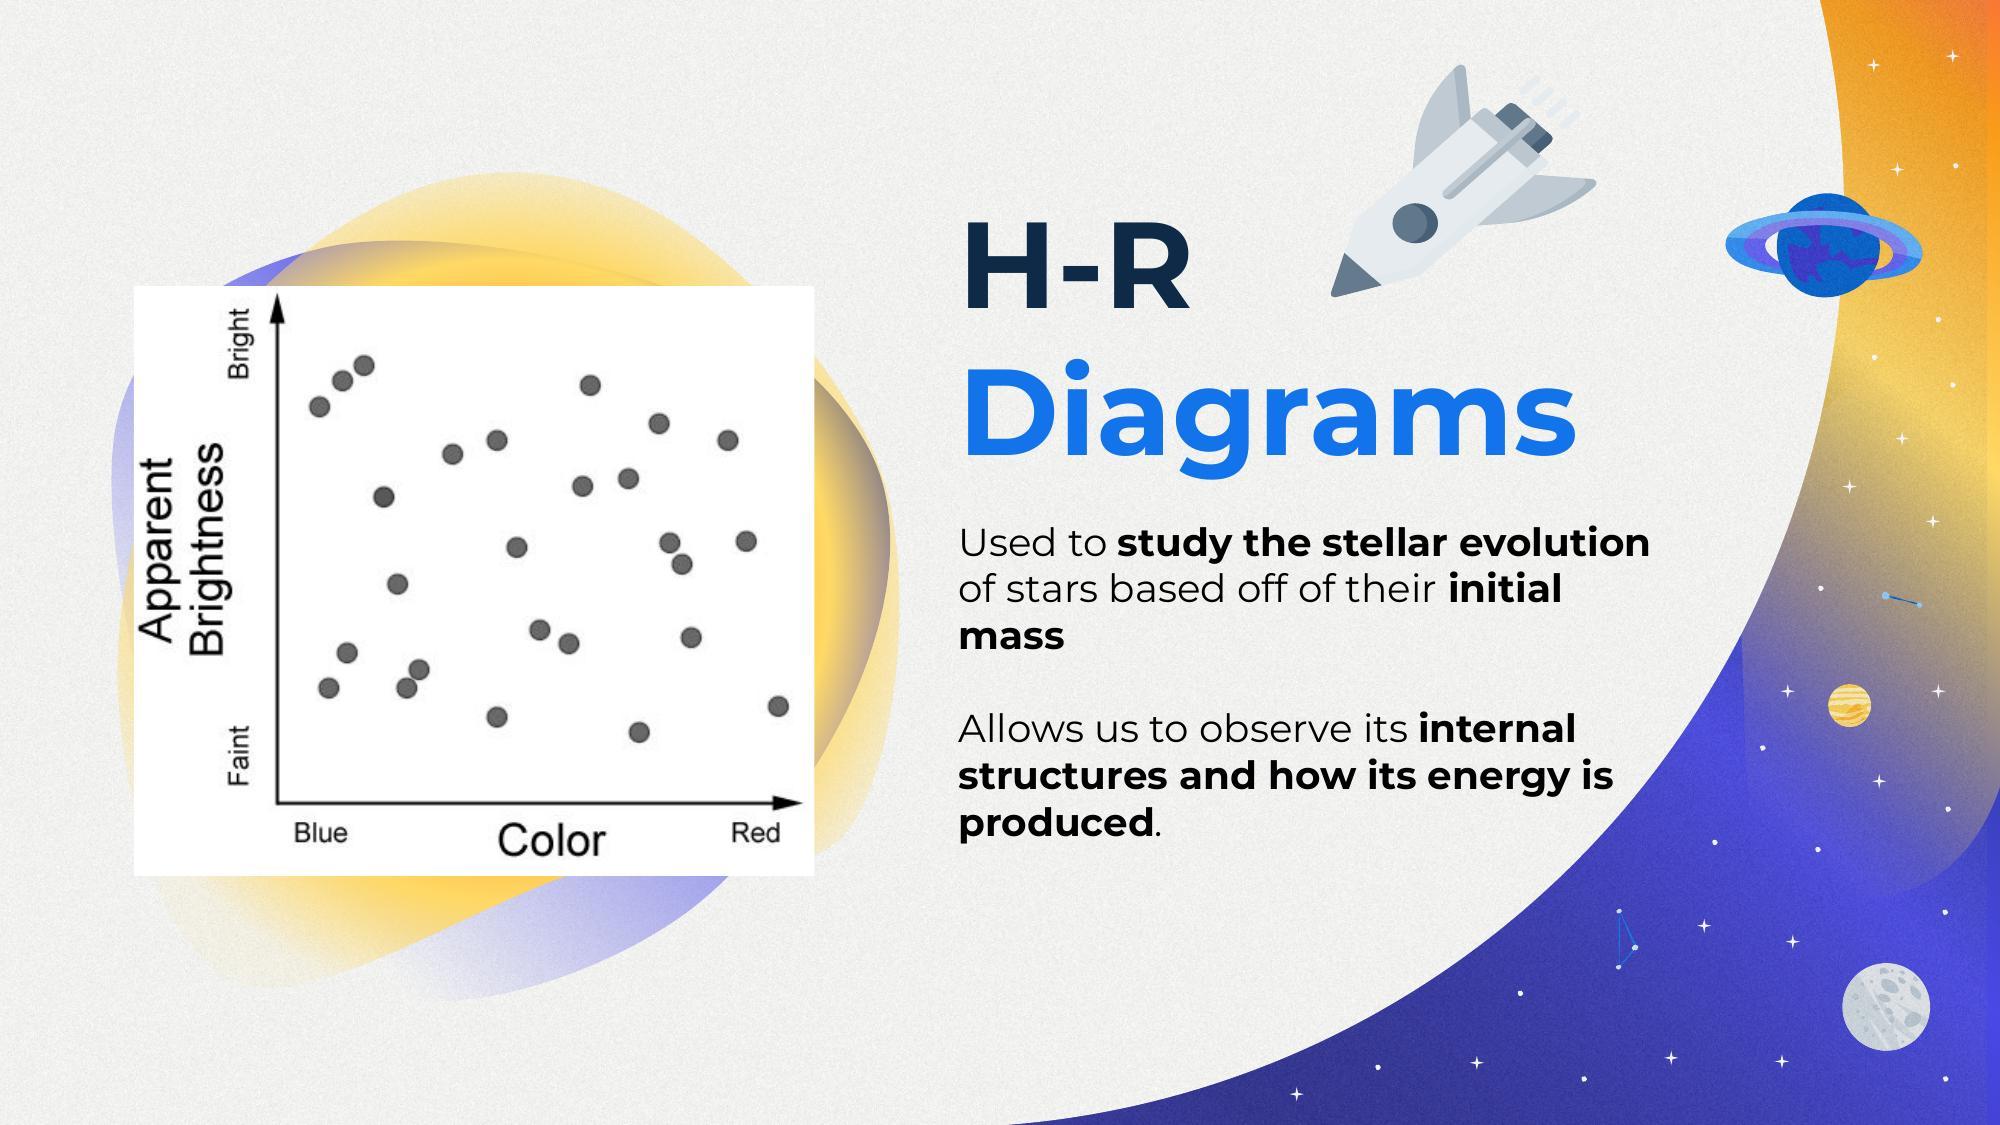 Bright
Apparent
Brightness
Faint
Blue
Color
Red
H-R
Diagrams
Used to study the stellar evolution
of stars based off of their initial
mass
Allows us to observe its internal
structures and how its energy is
produced.